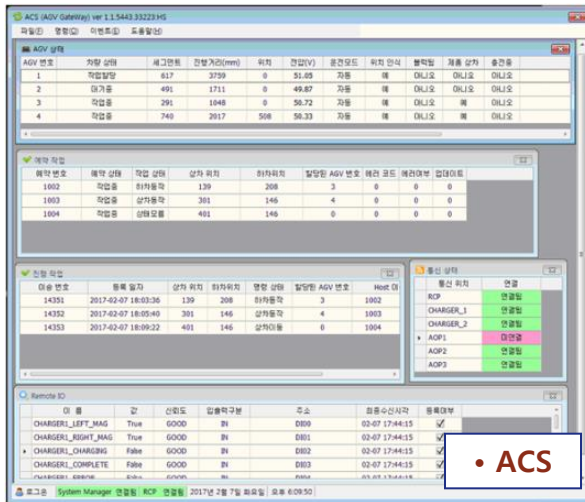 ACS (AGV GateWay) ver 1.1.5443.33223.HS
파일(F) 명령(O) 이벤트(E) 도움말(H)
AGV 상태
AGV 번호 차량 상태 세그먼트 진행거리(mm) 위치 전압(V) 운전모드 위치 인식 블럭됨 제품 상차 충전중
1 작업할당 617 3759 0 51.05 자동 예 아니오 아니오 아니오
2 대기중 491 1711 0 49.87 자동 예 아니오 아니오 아니오
3 작업중 291 1048 0 50.72 자동 예 아니오 예 아니오
4 작업중 740 2017 508 50.33 자동 예 아니오 예 아니오
예약 작업
예약 번호 예약 상태 작업 상태 상차 위치 하차위치 할당된 AGV 번호 에러 코드 에러여부 업데이트
1002 작업중 하차동작 139 208 3 0 0 0
1003 작업중 상차동작 301 146 4 0 0 0
1004 작업중 상태모름 401 146 0 0 0 0
진행 작업
이송 번호 등록 일자 상차 위치 하차위치 명령 상태 할당된 AGV 번호 Host ID
14351 2017-02-07 18:03:36 139 208 하차동작 3 1002
14352 2017-02-07 18:05:40 301 146 상차동작 4 1003
14353 2017-02-07 18:09:22 401 146 상차이동 0 1004
통신 상태
통신 위치 연결
RCP 연결됨
CHARGER_1 연결됨
CHARGER_2 연결됨
AOP1 미연결
AOP2 연결됨
AOP3 연결됨
Remote IO
이 름 값 신뢰도 입출력구분 주소 최종수신시각 등록여부
CHARGER1_LEFT_MAG True GOOD IN DI00 02-07 17:44:15
CHARGER1_RIGHT_MAG True GOOD IN DI01 02-07 17:44:15
CHARGER1_CHARGING False GOOD IN DI02 02-07 17:44:15
CHARGER1_COMPLETE False GOOD IN DI03 02-07 17:44:15
CHARGER1_ERROR False GOOD IN DI04 02-07 17:44:15
• ACS
로그온 System Manager 연결됨 RCP 연결됨 2017년 2월 7일 화요일 오후 6:09:50